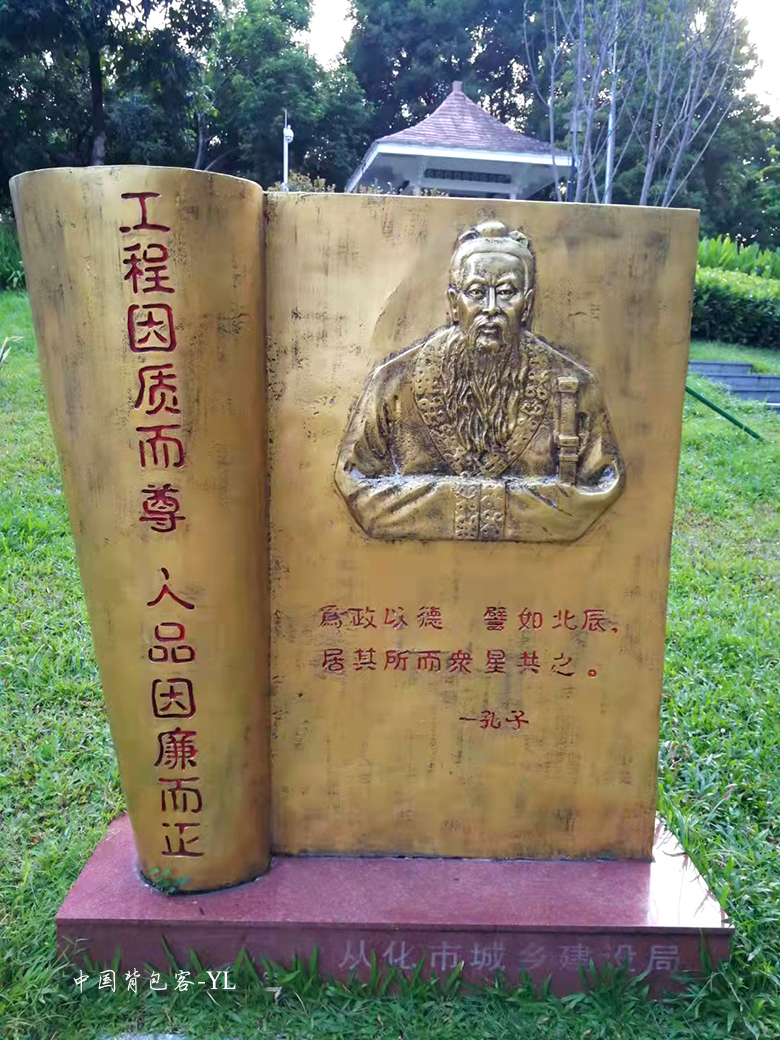 工程因质而尊 人品因廉而正
爲政以德 譬如北辰,
居其所而衆星共之。
一孔子
从化市城乡建设局
中国背包客-YL